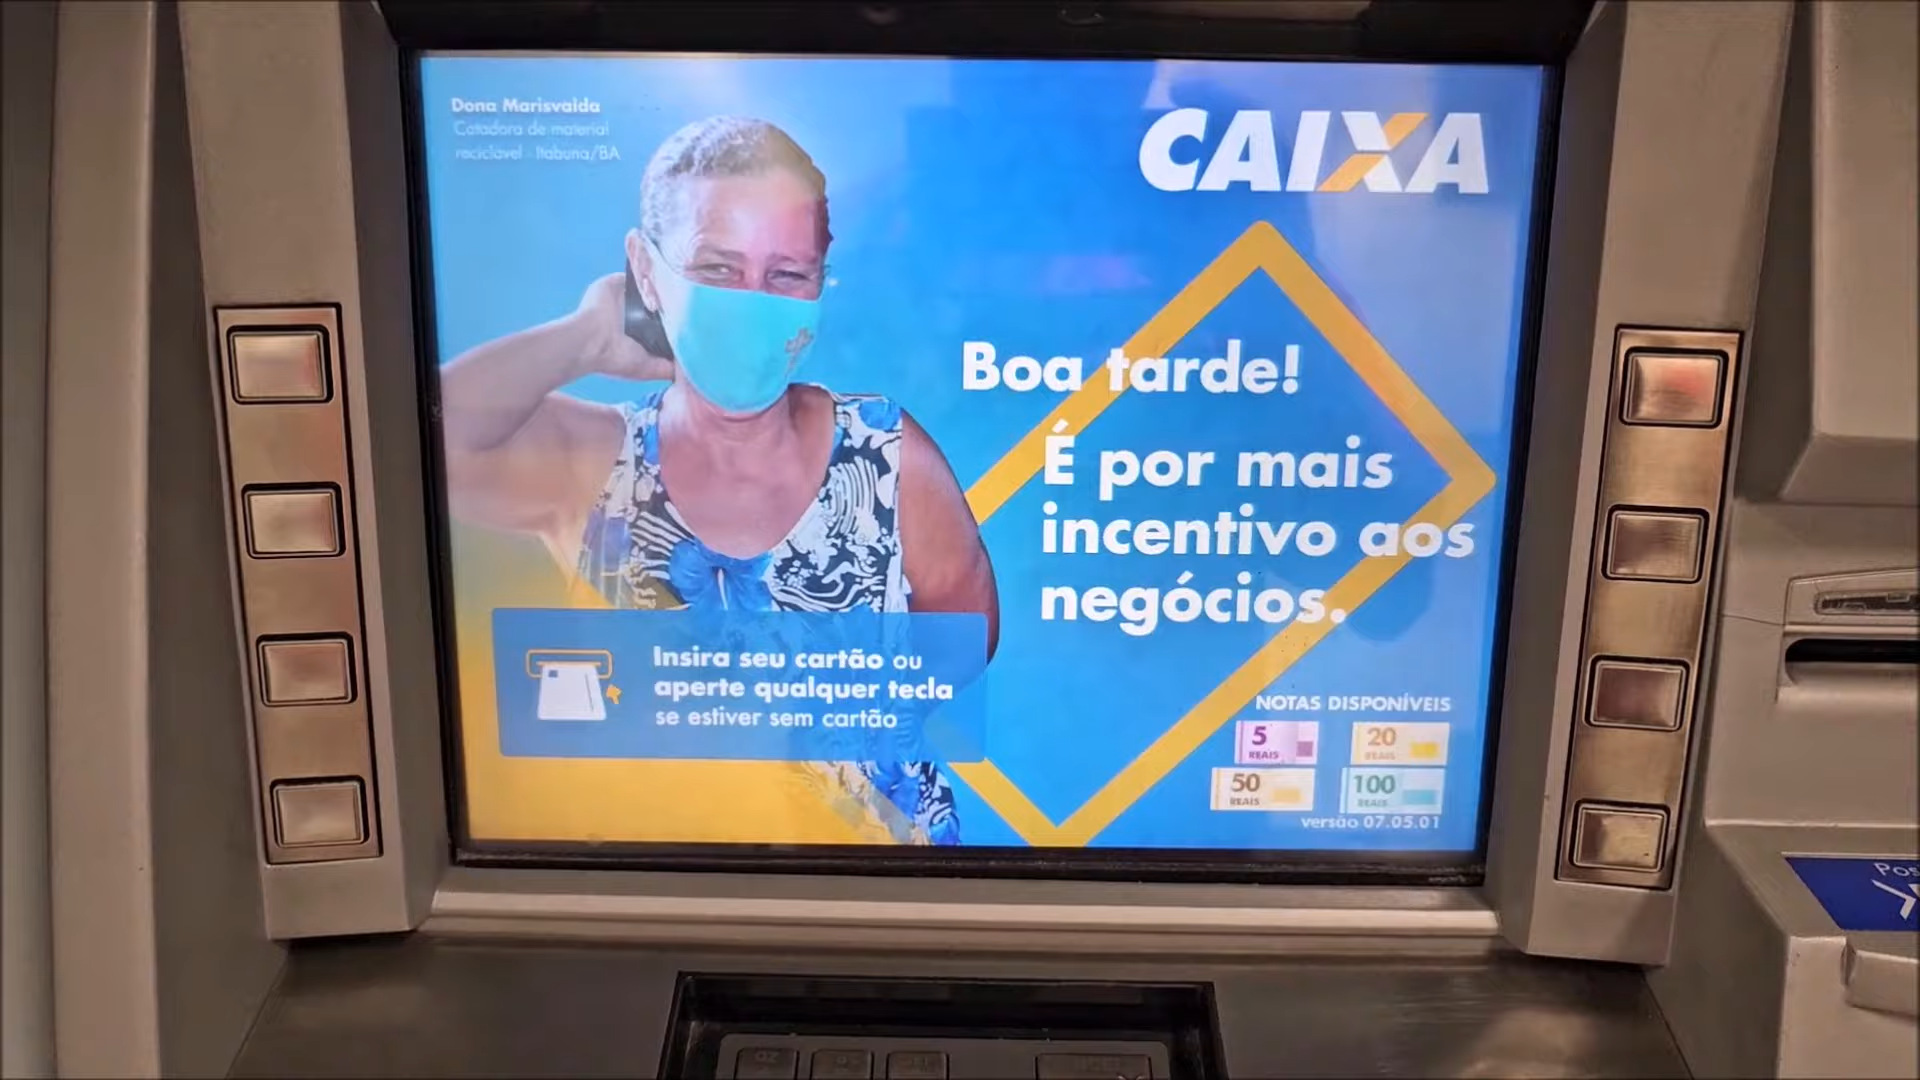 Dona Marisvalda
Catadora de material
reciclável - Itabuna/BA
CAIXA
Boa tarde!
É por mais
incentivo aos
negócios.
Insira seu cartão ou
aperte qualquer tecla
se estiver sem cartão
NOTAS DISPONÍVEIS
5
REAIS
20
REAIS
50
REAIS
100
REAIS
versão 07.05.01